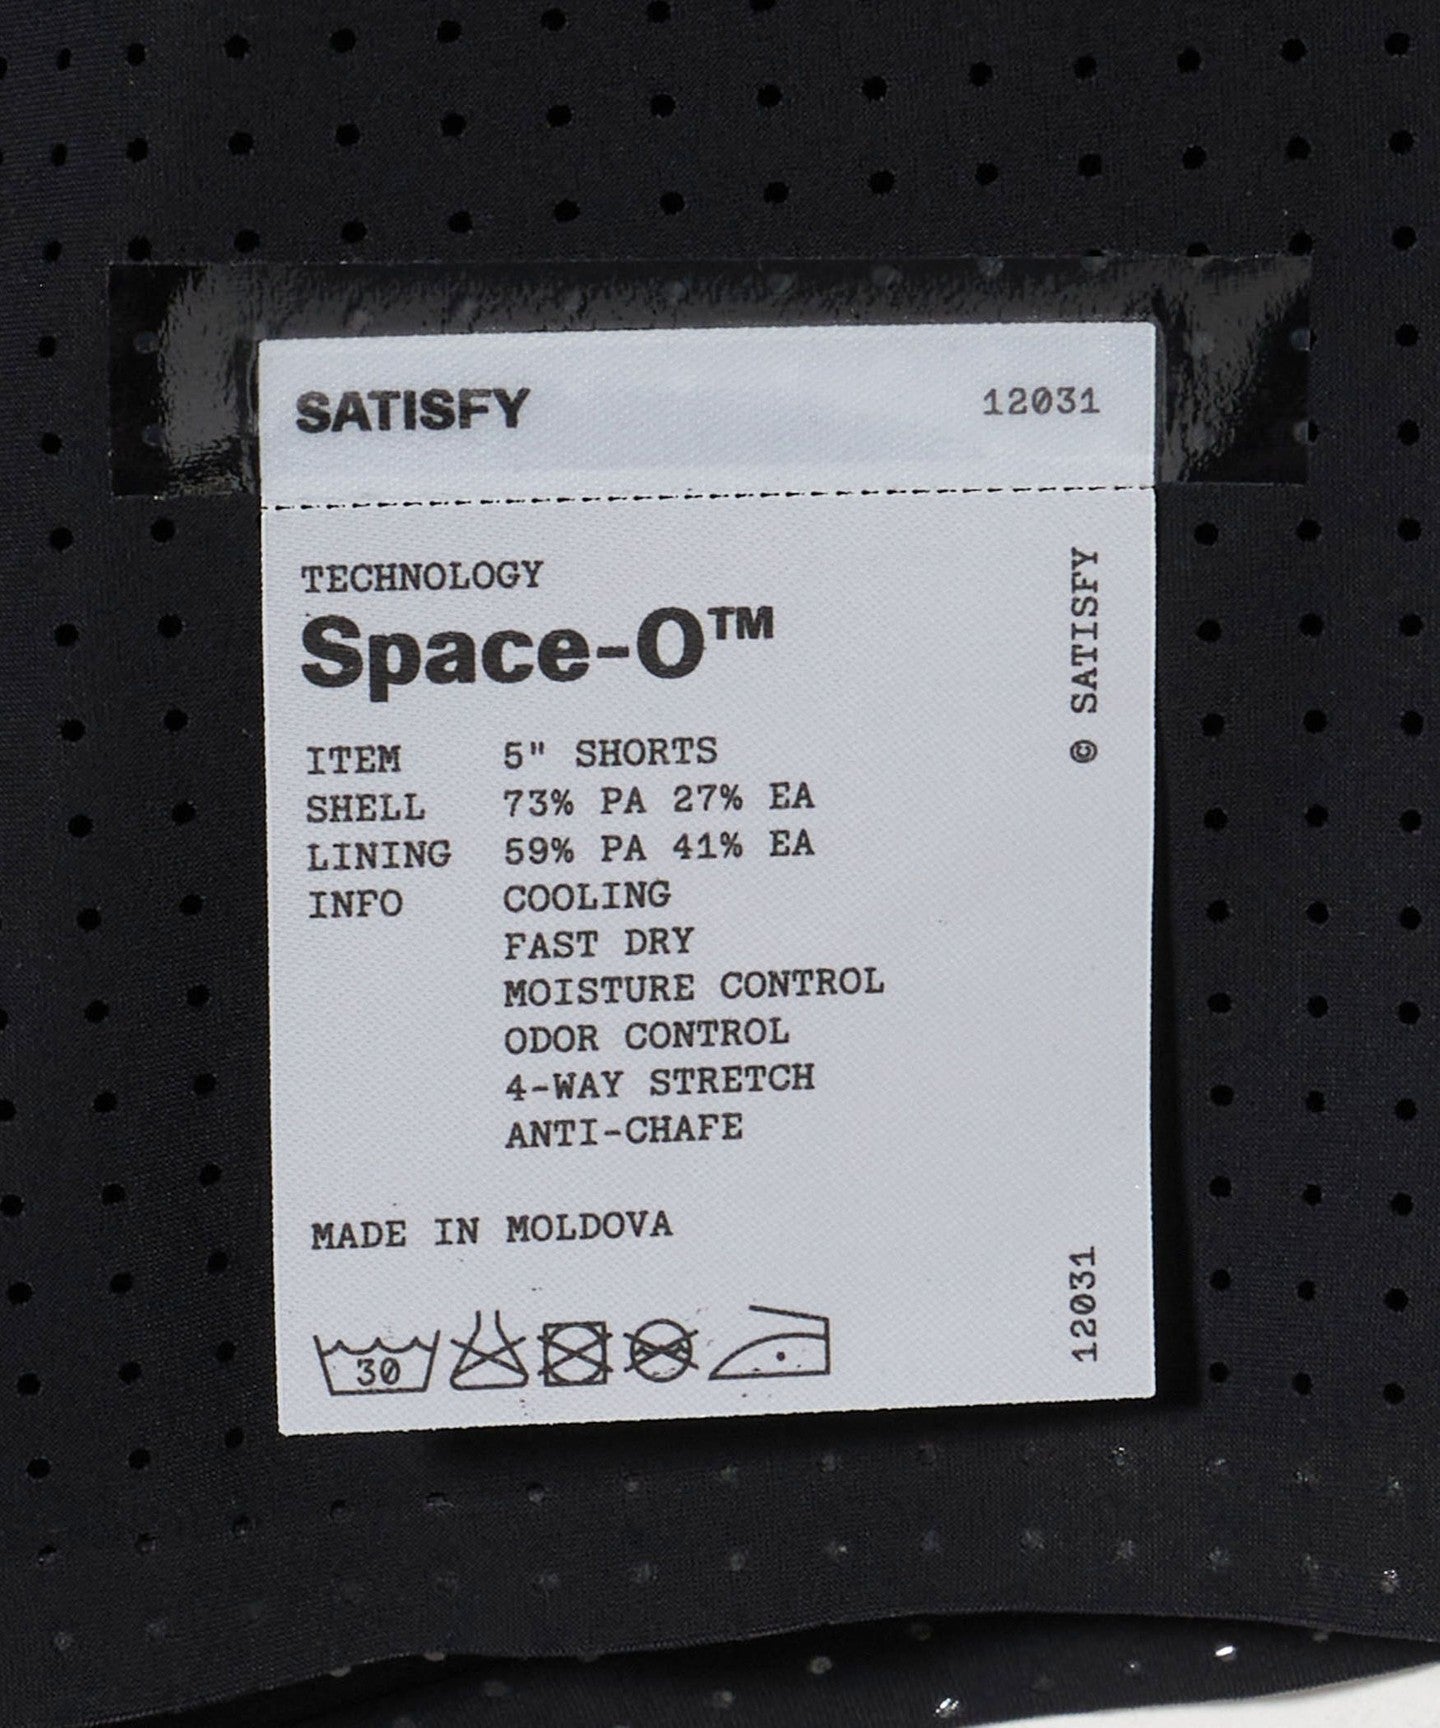 SATISFY 12031
TECHNOLOGY
Space-O™
ITEM 5" SHORTS
SHELL 73% PA 27% EA
LINING 59% PA 41% EA
INFO COOLING
FAST DRY
MOISTURE CONTROL
ODOR CONTROL
4-WAY STRETCH
ANTI-CHAFE
MADE IN MOLDOVA
30
© SATISFY
12031